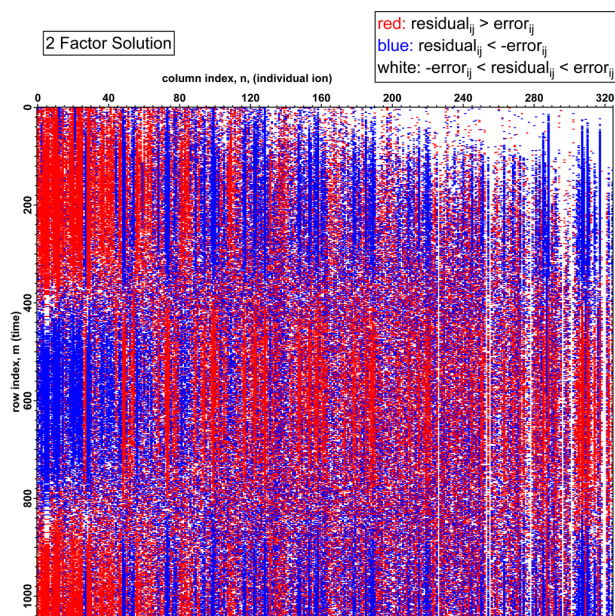 2 Factor Solution
red: residualij > errorij
blue: residualij < -errorij
white: -errorij < residualij < errorij
column index, n, (individual ion)
0 40 80 120 160 200 240 280 320
row index, m (time)
0
200
400
600
800
1000